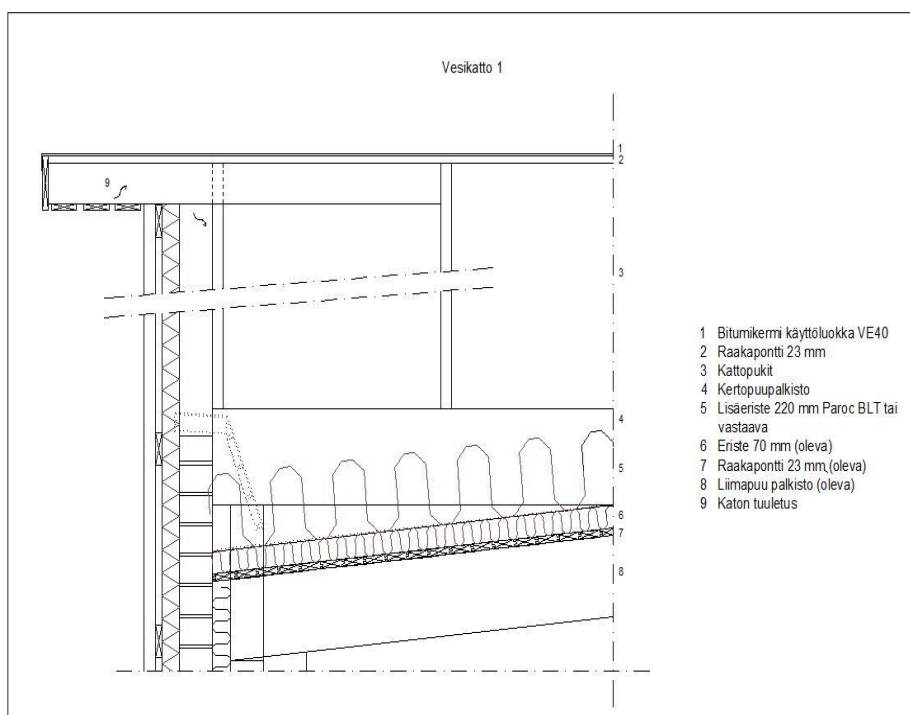 Vesikatto 1
1
2
9
3
4
5
6
7
8
1 Bitumikermi käyttöluokka VE40
2 Raakapontti 23 mm
3 Kattopukit
4 Kertopuupalkisto
5 Lisäeriste 220 mm Paroc BLT tai
vastaava
6 Eriste 70 mm (oleva)
7 Raakapontti 23 mm (oleva)
8 Liimapuu palkisto (oleva)
9 Katon tuuletus